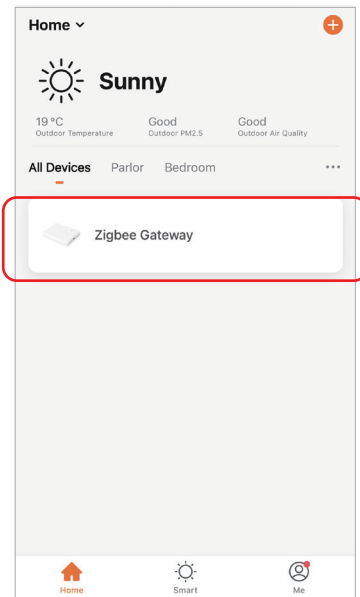 Home
Sunny
19 °C Good Good
Outdoor Temperature Outdoor PM2.5 Outdoor Air Quality
All Devices Parlor Bedroom ...
Zigbee Gateway
Home Smart Me